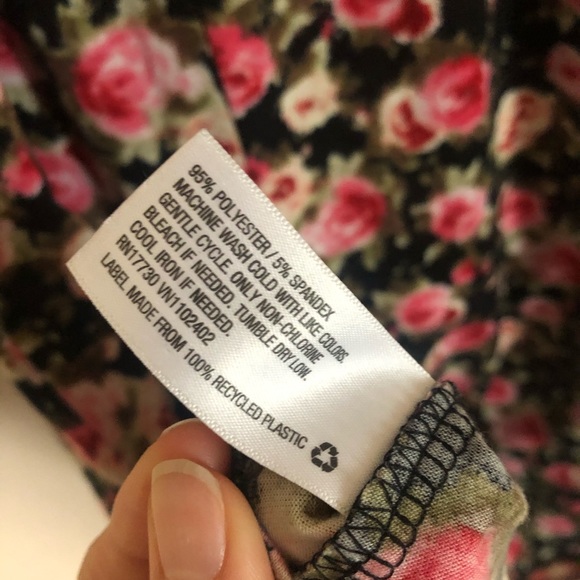 95% POLYESTER / 5% SPANDEX
MACHINE WASH COLD WITH LIKE COLORS.
GENTLE CYCLE. ONLY NON-CHLORINE
BLEACH IF NEEDED. TUMBLE DRY LOW.
COOL IRON IF NEEDED.
RN17730 VN1102402
LABEL MADE FROM 100% RECYCLED PLASTIC